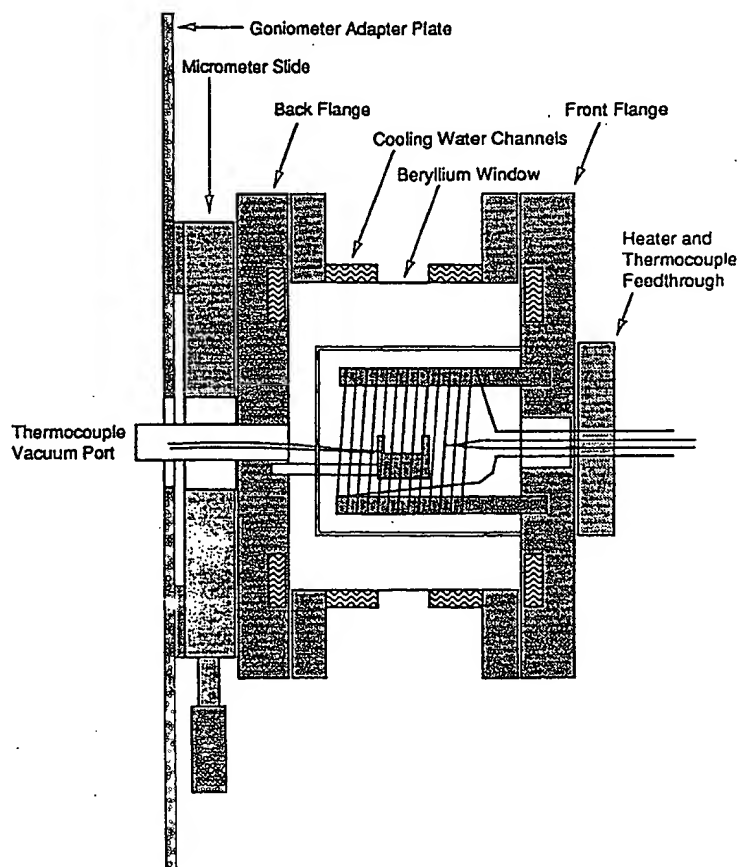 Goniometer Adapter Plate
Micrometer Slide
Back Flange
Front Flange
Cooling Water Channels
Beryllium Window
Heater and
Thermocouple
Feedthrough
Thermocouple
Vacuum Port